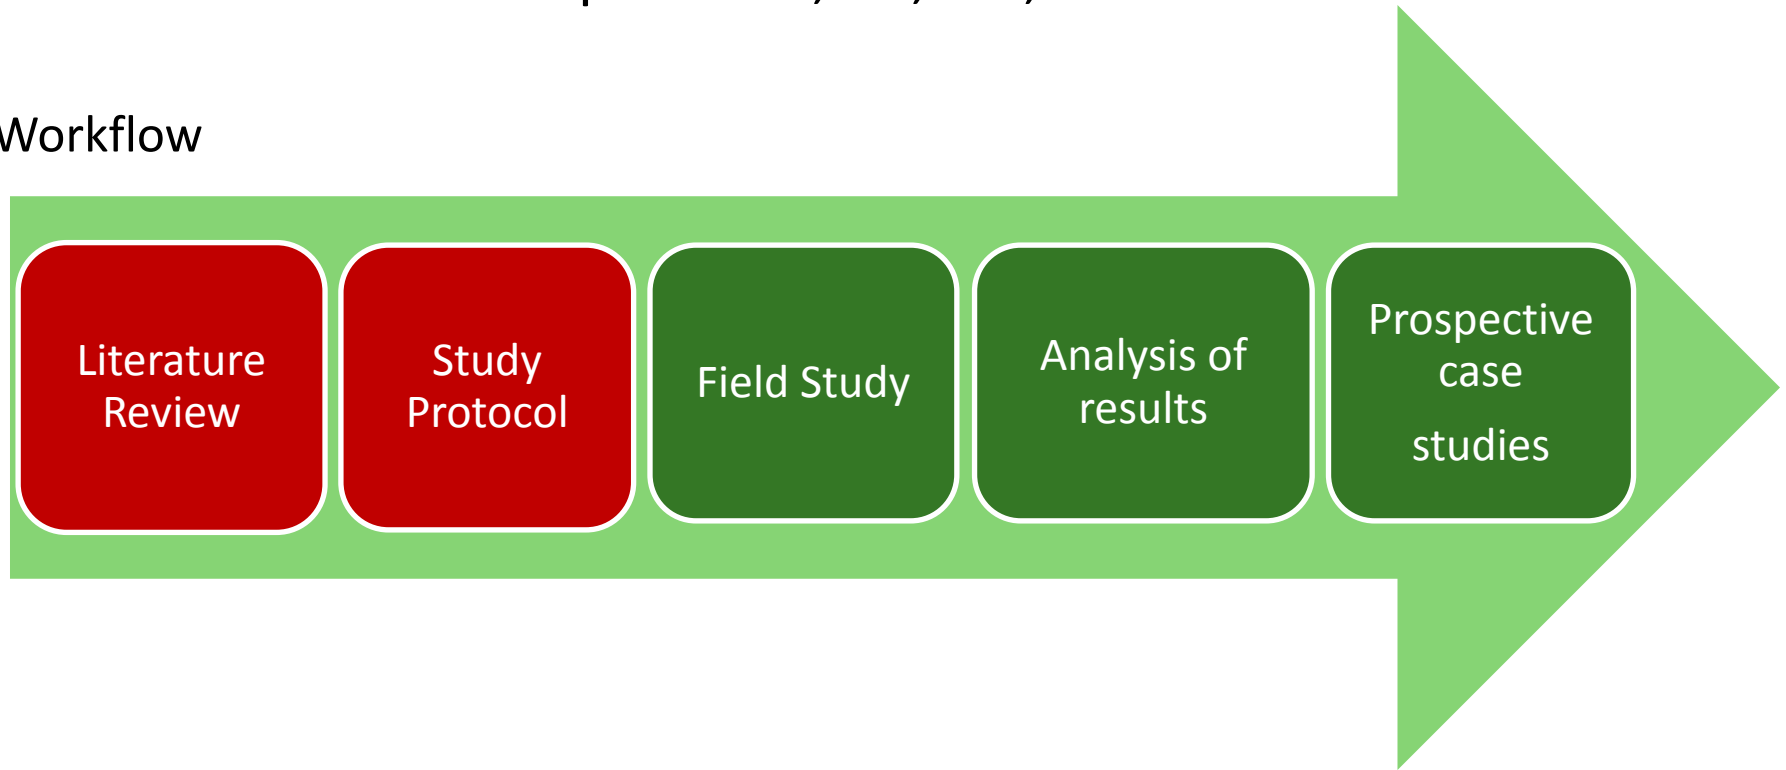 Workflow
Literature
Review
Study
Protocol
Field Study
Analysis of
results
Prospective
case
studies